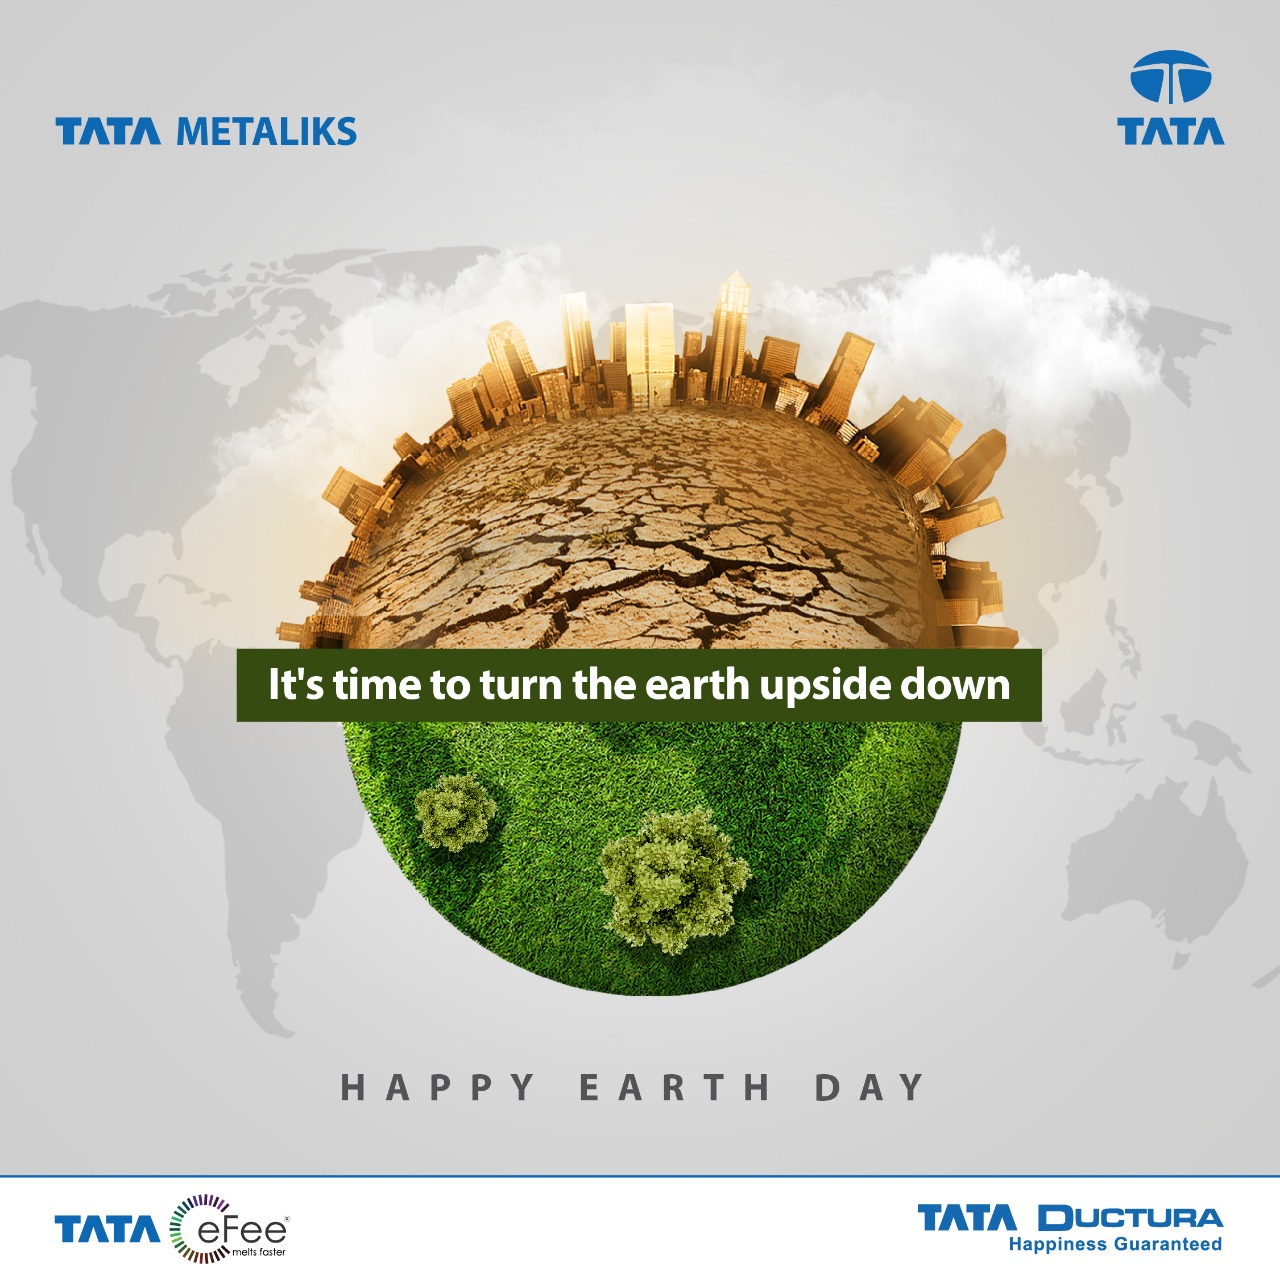 TATA METALIKS
TATA
It's time to turn the earth upside down
HAPPY EARTH DAY
TATA eFee®
melts faster
TATA DUCTURA
Happiness Guaranteed